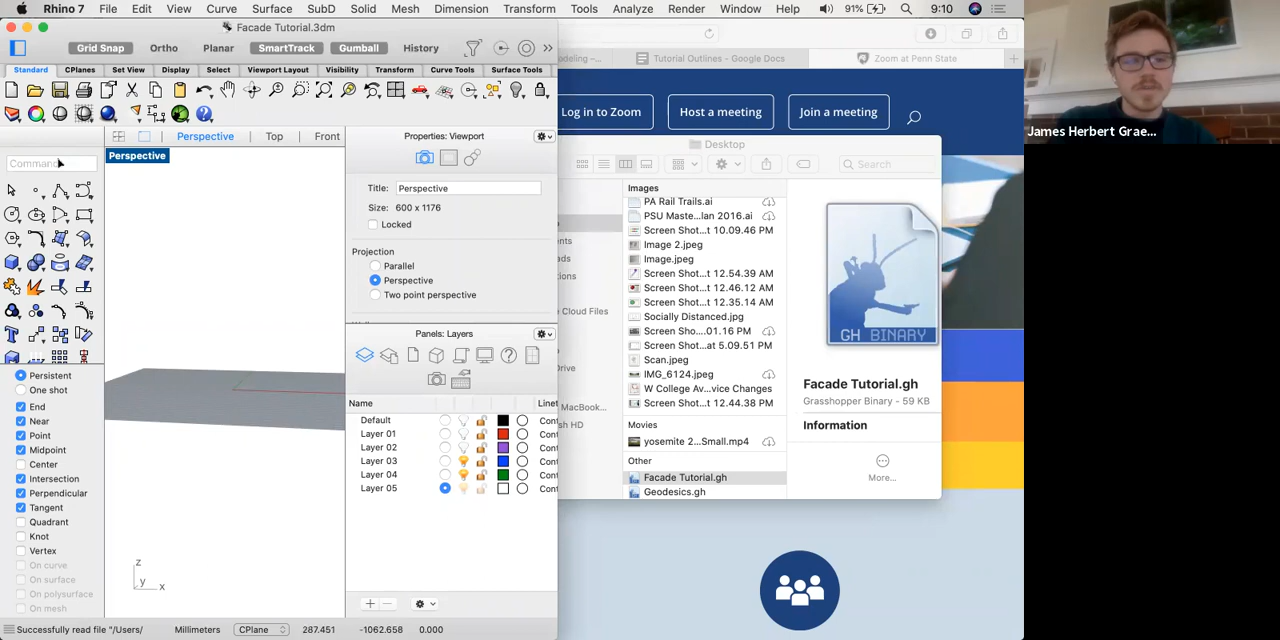 Rhino 7 File Edit View Curve Surface SubD Solid Mesh Dimension Transform Tools Analyze Render Window Help 91% 9:10
Facade Tutorial.3dm
Grid Snap Ortho Planar SmartTrack Gumball History
Standard CPlanes Set View Display Select Viewport Layout Visibility Transform Curve Tools Surface Tools
Perspective Top Front
Command
Perspective
Persistent
One shot
End
Near
Point
Midpoint
Center
Intersection
Perpendicular
Tangent
Quadrant
Knot
Vertex
On curve
On surface
On polysurface
On mesh
z
y x
Properties: Viewport
Title: Perspective
Size: 600 x 1176
Locked
Projection
Parallel
Perspective
Two point perspective
Panels: Layers
Name Linet
Default Cont
Layer 01 Cont
Layer 02 Cont
Layer 03 Cont
Layer 04 Cont
Layer 05 Cont
Successfully read file "/Users/ Millimeters CPlane 287.451 -1062.658 0.000
Tutorial Outlines - Google Docs Zoom at Penn State
Log in to Zoom Host a meeting Join a meeting
Desktop
Search
Images
PA Rail Trails.ai
PSU Maste...lan 2016.ai
Screen Shot...t 10.09.46 PM
Image 2.jpeg
Image.jpeg
Screen Shot...t 12.54.39 AM
Screen Shot...t 12.46.12 AM
Screen Shot...t 12.35.14 AM
Socially Distanced.jpg
Screen Sho....01.16 PM
Screen Shot...at 5.09.51 PM
Scan.jpeg
IMG_6124.jpeg
W College Av...vice Changes
Screen Shot...t 12.44.38 PM
Movies
yosemite 2...Small.mp4
Other
Facade Tutorial.gh
Geodesics.gh
GH BINARY
Facade Tutorial.gh
Grasshopper Binary - 59 KB
Information
More...
James Herbert Grae...